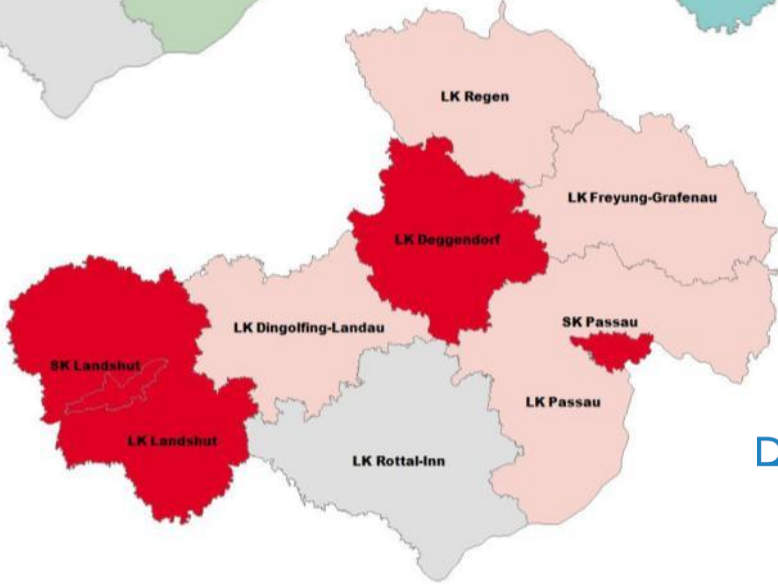 LK Regen
LK Freyung-Grafenau
LK Deggendorf
SK Passau
LK Dingolfing-Landau
SK Landshut
LK Passau
LK Landshut
LK Rottal-Inn
D